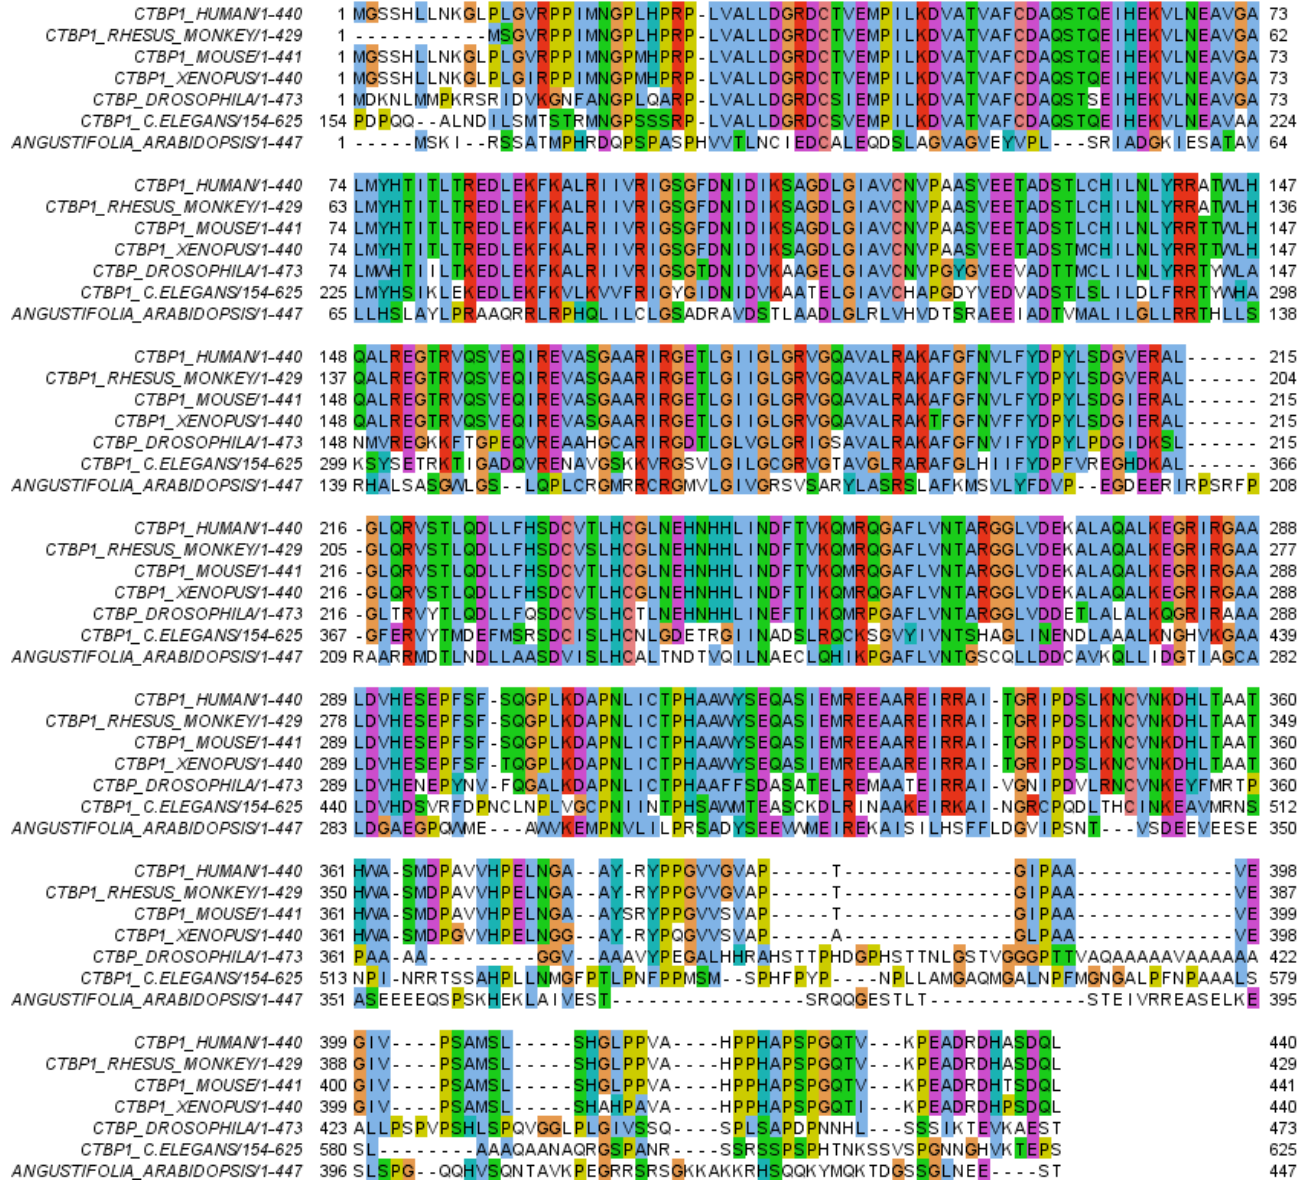 CTBP1_HUMAN/1-440 1 MGSSHLLNKGLPLGVRPPIMNGPLHPRP-LVALLDGRDCTVEMPILKDVATVAFCDAQSTQEIHEKVLNEAVGA 73
CTBP1_RHESUS_MONKEY/1-429 1 -----------MSGVRPPIMNGPLHPRP-LVALLDGRDCTVEMPILKDVATVAFCDAQSTQEIHEKVLNEAVGA 62
CTBP1_MOUSE/1-441 1 MGSSHLLNKGLPLGVRPPIMNGPMHPRP-LVALLDGRDCTVEMPILKDVATVAFCDAQSTQEIHEKVLNEAVGA 73
CTBP1_XENOPUS/1-440 1 MGSSHLLNKGLPLGIRPPIMNGPMHPRP-LVALLDGRDCTVEMPILKDVATVAFCDAQSTQEIHEKVLNEAVGA 73
CTBP_DROSOPHILA/1-473 1 MDKNLMMPKRSRIDVKGNFANGPLQARP-LVALLDGRDCSIEMPILKDVATVAFCDAQSTSEIHEKVLNEAVGA 73
CTBP1_C.ELEGANS/154-625 154 PDPQQ--ALNDILSMTSTRMNGPSSSRP-LVALLDGRDCSVEMPILKDVATVAFCDAQSTQEIHEKVLNEAVAA 224
ANGUSTIFOLIA_ARABIDOPSIS/1-447 1 -----MSKI--RSSATMPHRDQPSPASPHVVTLNCIEDCALEQDSLAGVAGVEYVPL---SRIADGKIESATAV 64
CTBP1_HUMAN/1-440 74 LMYHTITLTREDLEKFKALRIIVRIGSGFDNIDIKSAGDLGIAVCNVPAASVEETADSTLCHILNLYRRATWLH 147
CTBP1_RHESUS_MONKEY/1-429 63 LMYHTITLTREDLEKFKALRIIVRIGSGFDNIDIKSAGDLGIAVCNVPAASVEETADSTLCHILNLYRRATWLH 136
CTBP1_MOUSE/1-441 74 LMYHTITLTREDLEKFKALRIIVRIGSGFDNIDIKSAGDLGIAVCNVPAASVEETADSTLCHILNLYRRTTWLH 147
CTBP1_XENOPUS/1-440 74 LMYHTITLTREDLEKFKALRIIVRIGSGFDNIDIKSAGDLGIAVCNVPAASVEETADSTMCHILNLYRRTTWLH 147
CTBP_DROSOPHILA/1-473 74 LMWHTIILTKEDLEKFKALRIIVRIGSGTDNIDVKAAGELGIAVCNVPGYGVEEVADTTMCLILNLYRRTYWLA 147
CTBP1_C.ELEGANS/154-625 225 LMYHSIKLEKEDLEKFKVLKVVFRIGYGIDNIDVKAATELGIAVCHAPGDYVEDVADSTLSLILDLFRRTYWHA 298
ANGUSTIFOLIA_ARABIDOPSIS/1-447 65 LLHSLAYLPRAAQRRLRPHQLILCLGSADRAVDSTLAADLGLRLVHVDTSRAEEIADTVMALILGLLRRTHLLS 138
CTBP1_HUMAN/1-440 148 QALREGTRVQSVEQIREVASGAARIRGETLGIIGLGRVGQAVALRAKAFGFNVLFYDPYLSDGVERAL------ 215
CTBP1_RHESUS_MONKEY/1-429 137 QALREGTRVQSVEQIREVASGAARIRGETLGIIGLGRVGQAVALRAKAFGFNVLFYDPYLSDGVERAL------ 204
CTBP1_MOUSE/1-441 148 QALREGTRVQSVEQIREVASGAARIRGETLGIIGLGRVGQAVALRAKAFGFNVLFYDPYLSDGIERAL------ 215
CTBP1_XENOPUS/1-440 148 QALREGTRVQSVEQIREVASGAARIRGETLGIIGLGRVGQAVALRAKTFGFNVFFYDPYLSDGIERAL------ 215
CTBP_DROSOPHILA/1-473 148 NMVREGKKFTGPEQVREAAHGCARIRGDTLGLVGLGRIGSAVALRAKAFGFNVIFYDPYLPDGIDKSL------ 215
CTBP1_C.ELEGANS/154-625 299 KSYSETRKTIGADQVRENAVGSKKVRGSVLGILGCGRVGTAVGLRARAFGLHIIFYDPFVREGHDKAL------ 366
ANGUSTIFOLIA_ARABIDOPSIS/1-447 139 RHALSASGWLGS--LQPLCRGMRRCRGMVLGIVGRSVSARYLASRSLAFKMSVLYFDVP--EGDEERIRPSRFP 208
CTBP1_HUMAN/1-440 216 -GLQRVSTLQDLLFHSDCVTLHCGLNEHNHHLINDFTVKQMRQGAFLVNTARGGLVDEKALAQALKEGRIRGAA 288
CTBP1_RHESUS_MONKEY/1-429 205 -GLQRVSTLQDLLFHSDCVSLHCGLNEHNHHLINDFTVKQMRQGAFLVNTARGGLVDEKALAQALKEGRIRGAA 277
CTBP1_MOUSE/1-441 216 -GLQRVSTLQDLLFHSDCVTLHCGLNEHNHHLINDFTVKQMRQGAFLVNTARGGLVDEKALAQALKEGRIRGAA 288
CTBP1_XENOPUS/1-440 216 -GLQRVSTLQDLLFHSDCVTLHCGLNEHNHHLINDFTIKQMRQGAFLVNTARGGLVDEKALAQALKEGRIRGAA 288
CTBP_DROSOPHILA/1-473 216 -GLTRVYTLQDLLFQSDCVSLHCTLNEHNHHLINEFTIKQMRPGAFLVNTARGGLVDDETLALALKQGRIRAAA 288
CTBP1_C.ELEGANS/154-625 367 -GFERVYTMDEFMSRSDCISLHCNLGDETRGIINADSLRQCKSGVYIVNTSHAGLINENDLAAALKNGHVKGAA 439
ANGUSTIFOLIA_ARABIDOPSIS/1-447 209 RAARRMDTLNDLLAASDVISLHCALTNDTVQILNAECLQHIKPGAFLVNTGSCQLLDDCAVKQLLIDGTIAGCA 282
CTBP1_HUMAN/1-440 289 LDVHESEPFSF-SQGPLKDAPNLICTPHAAWYSEQASIEMREEAAREIRRAI-TGRIPDSLKNCVNKDHLTAAT 360
CTBP1_RHESUS_MONKEY/1-429 278 LDVHESEPFSF-SQGPLKDAPNLICTPHAAWYSEQASIEMREEAAREIRRAI-TGRIPDSLKNCVNKDHLTAAT 349
CTBP1_MOUSE/1-441 289 LDVHESEPFSF-SQGPLKDAPNLICTPHAAWYSEQASIEMREEAAREIRRAI-TGRIPDSLKNCVNKDHLTAAT 360
CTBP1_XENOPUS/1-440 289 LDVHESEPFSF-TQGPLKDAPNLICTPHAAWYSEQASIEMREEAAREIRRAI-TGRIPDSLKNCVNKDHLTAAT 360
CTBP_DROSOPHILA/1-473 289 LDVHENEPYNV-FQGALKDAPNLICTPHAAFFSDASATELREMAATEIRRAI-VGNIPDVLRNCVNKEYFMRTP 360
CTBP1_C.ELEGANS/154-625 440 LDVHDSVRFDPNCLNPLVGCPNIINTPHSAWMTEASCKDLRINAAKEIRKAI-NGRCPQDLTHCINKEAVMRNS 512
ANGUSTIFOLIA_ARABIDOPSIS/1-447 283 LDGAEGPQWME---AWVKEMPNVLILPRSADYSEEVWMEIREKAISILHSFFLDGVIPSNT---VSDEEVEESE 350
CTBP1_HUMAN/1-440 361 HWA-SMDPAVVHPELNGA--AY-RYPPGVVGVAP-----T--------------GIPAA-------------VE 398
CTBP1_RHESUS_MONKEY/1-429 350 HWA-SMDPAVVHPELNGA--AY-RYPPGVVGVAP-----T--------------GIPAA-------------VE 387
CTBP1_MOUSE/1-441 361 HWA-SMDPAVVHPELNGA--AYSRYPPGVVSVAP-----T--------------GIPAA-------------VE 399
CTBP1_XENOPUS/1-440 361 HWA-SMDPGVVHPELNGG--AY-RYPQGVVSVAP-----A--------------GLPAA-------------VE 398
CTBP_DROSOPHILA/1-473 361 PAA-AA---------GGV--AAAVYPEGALHHRAHSTTPHDGPHSTTNLGSTVGGGPTTVAQAAAAAVAAAAAA 422
CTBP1_C.ELEGANS/154-625 513 NPI-NRRTSSAHPLLNMGFPTLPNFPPMSM--SPHFPYP----NPLLAMGAQMGALNPFMGNGALPFNPAAALS 579
ANGUSTIFOLIA_ARABIDOPSIS/1-447 351 ASEEEEEQSPSKHEKLAIVEST----------------SRQQGESTLT------------STEIVRREASELKE 395
CTBP1_HUMAN/1-440 399 GIV----PSAMSL-----SHGLPPVA----HPPHAPSPGQTV---KPEADRDHASDQL 440
CTBP1_RHESUS_MONKEY/1-429 388 GIV----PSAMSL-----SHGLPPVA----HPPHAPSPGQTV---KPEADRDHASDQL 429
CTBP1_MOUSE/1-441 400 GIV----PSAMSL-----SHGLPPVA----HPPHAPSPGQTV---KPEADRDHTSDQL 441
CTBP1_XENOPUS/1-440 399 GIV----PSAMSL-----SHAHPAVA----HPPHAPSPGQTI---KPEADRDHPSDQL 440
CTBP_DROSOPHILA/1-473 423 ALLPSPVPSHLSPQVGGLPLGIVSSQ----SPLSAPDPNNHL---SSSIKTEVKAEST 473
CTBP1_C.ELEGANS/154-625 580 SL--------AAAQAANAQRGSPANR----SSRSSPSPHTNKSSVSPGNNGHVKTEPS 625
ANGUSTIFOLIA_ARABIDOPSIS/1-447 396 SLSPG--QQHVSQNTAVKPEGRRSRSGKKAKKRHSQQKYMQKTDGSSGLNEE----ST 447